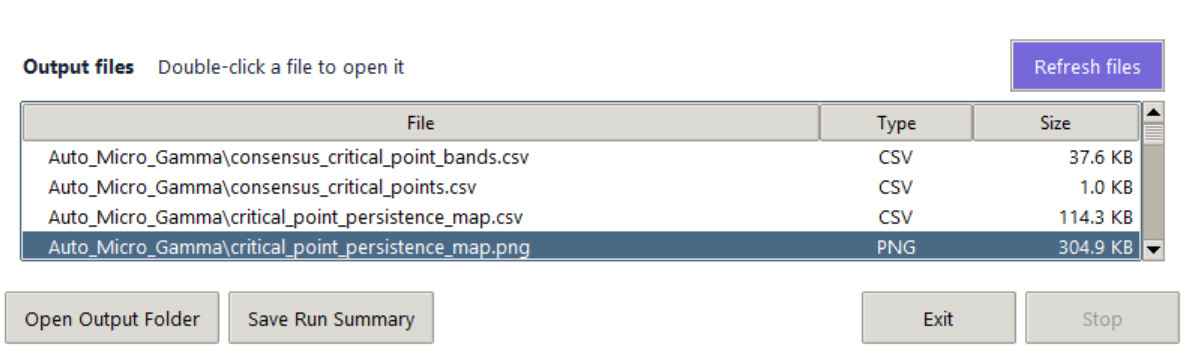 Output files Double-click a file to open it Refresh files
File Type Size
Auto_Micro_Gamma\consensus_critical_point_bands.csv CSV 37.6 KB
Auto_Micro_Gamma\consensus_critical_points.csv CSV 1.0 KB
Auto_Micro_Gamma\critical_point_persistence_map.csv CSV 114.3 KB
Auto_Micro_Gamma\critical_point_persistence_map.png PNG 304.9 KB
Open Output Folder Save Run Summary Exit Stop